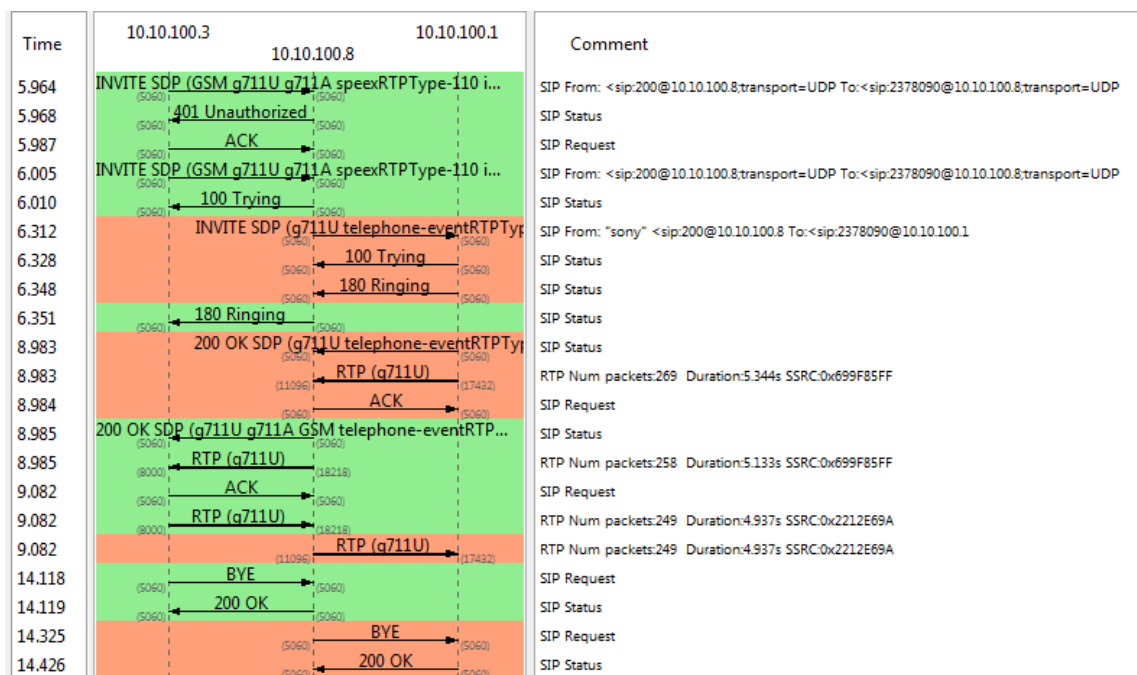 Time 10.10.100.3 10.10.100.8 10.10.100.1 Comment
5.964 INVITE SDP (GSM g711U g711A speexRTPType-110 i... (5060) (5060) SIP From: <sip:200@10.10.100.8;transport=UDP To:<sip:2378090@10.10.100.8;transport=UDP
5.968 401 Unauthorized (5060) (5060) SIP Status
5.987 ACK (5060) (5060) SIP Request
6.005 INVITE SDP (GSM g711U g711A speexRTPType-110 i... (5060) (5060) SIP From: <sip:200@10.10.100.8;transport=UDP To:<sip:2378090@10.10.100.8;transport=UDP
6.010 100 Trying (5060) (5060) SIP Status
6.312 INVITE SDP (g711U telephone-eventRTPTyp (5060) (5060) SIP From: "sony" <sip:200@10.10.100.8 To:<sip:2378090@10.10.100.1
6.328 100 Trying (5060) (5060) SIP Status
6.348 180 Ringing (5060) (5060) SIP Status
6.351 180 Ringing (5060) (5060) SIP Status
8.983 200 OK SDP (g711U telephone-eventRTPTyp (5060) (5060) SIP Status
8.983 RTP (g711U) (11096) (17432) RTP Num packets:269 Duration:5.344s SSRC:0x699F85FF
8.984 ACK (5060) (5060) SIP Request
8.985 200 OK SDP (g711U g711A GSM telephone-eventRTP... (5060) (5060) SIP Status
8.985 RTP (g711U) (8000) (18218) RTP Num packets:258 Duration:5.133s SSRC:0x699F85FF
9.082 ACK (5060) (5060) SIP Request
9.082 RTP (g711U) (8000) (18218) RTP Num packets:249 Duration:4.937s SSRC:0x2212E69A
9.082 RTP (g711U) (11096) (17432) RTP Num packets:249 Duration:4.937s SSRC:0x2212E69A
14.118 BYE (5060) (5060) SIP Request
14.119 200 OK (5060) (5060) SIP Status
14.325 BYE (5060) (5060) SIP Request
14.426 200 OK (5060) (5060) SIP Status